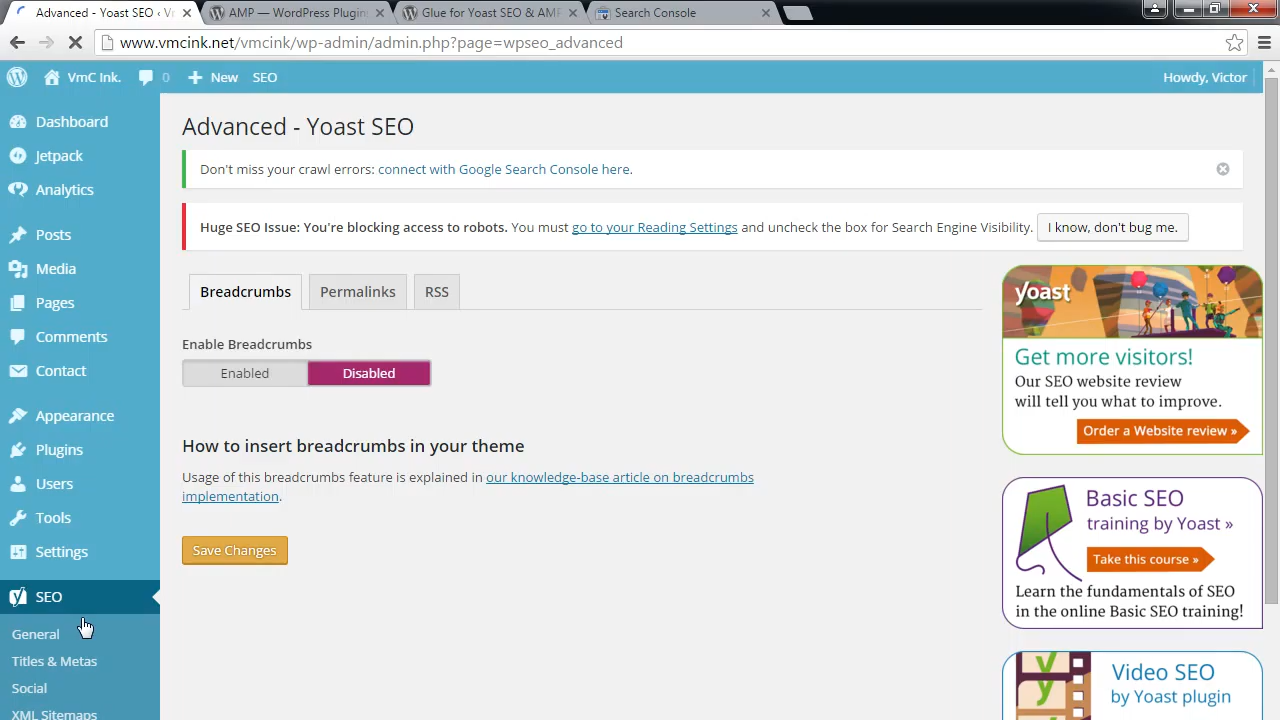 Advanced - Yoast SEO ‹ V
AMP — WordPress Plugin
Glue for Yoast SEO & AMP
Search Console
www.vmcink.net/vmcink/wp-admin/admin.php?page=wpseo_advanced
VmC Ink. 0 New SEO Howdy, Victor
Dashboard
Jetpack
Analytics
Posts
Media
Pages
Comments
Contact
Appearance
Plugins
Users
Tools
Settings
SEO
General
Titles & Metas
Social
XML Sitemaps
Advanced - Yoast SEO
Don't miss your crawl errors: connect with Google Search Console here.
Huge SEO Issue: You're blocking access to robots. You must go to your Reading Settings and uncheck the box for Search Engine Visibility. I know, don't bug me.
Breadcrumbs Permalinks RSS
Enable Breadcrumbs
Enabled Disabled
How to insert breadcrumbs in your theme
Usage of this breadcrumbs feature is explained in our knowledge-base article on breadcrumbs
implementation.
Save Changes
yoast
Get more visitors!
Our SEO website review
will tell you what to improve.
Order a Website review »
Basic SEO
training by Yoast »
Take this course »
Learn the fundamentals of SEO
in the online Basic SEO training!
Video SEO
by Yoast plugin